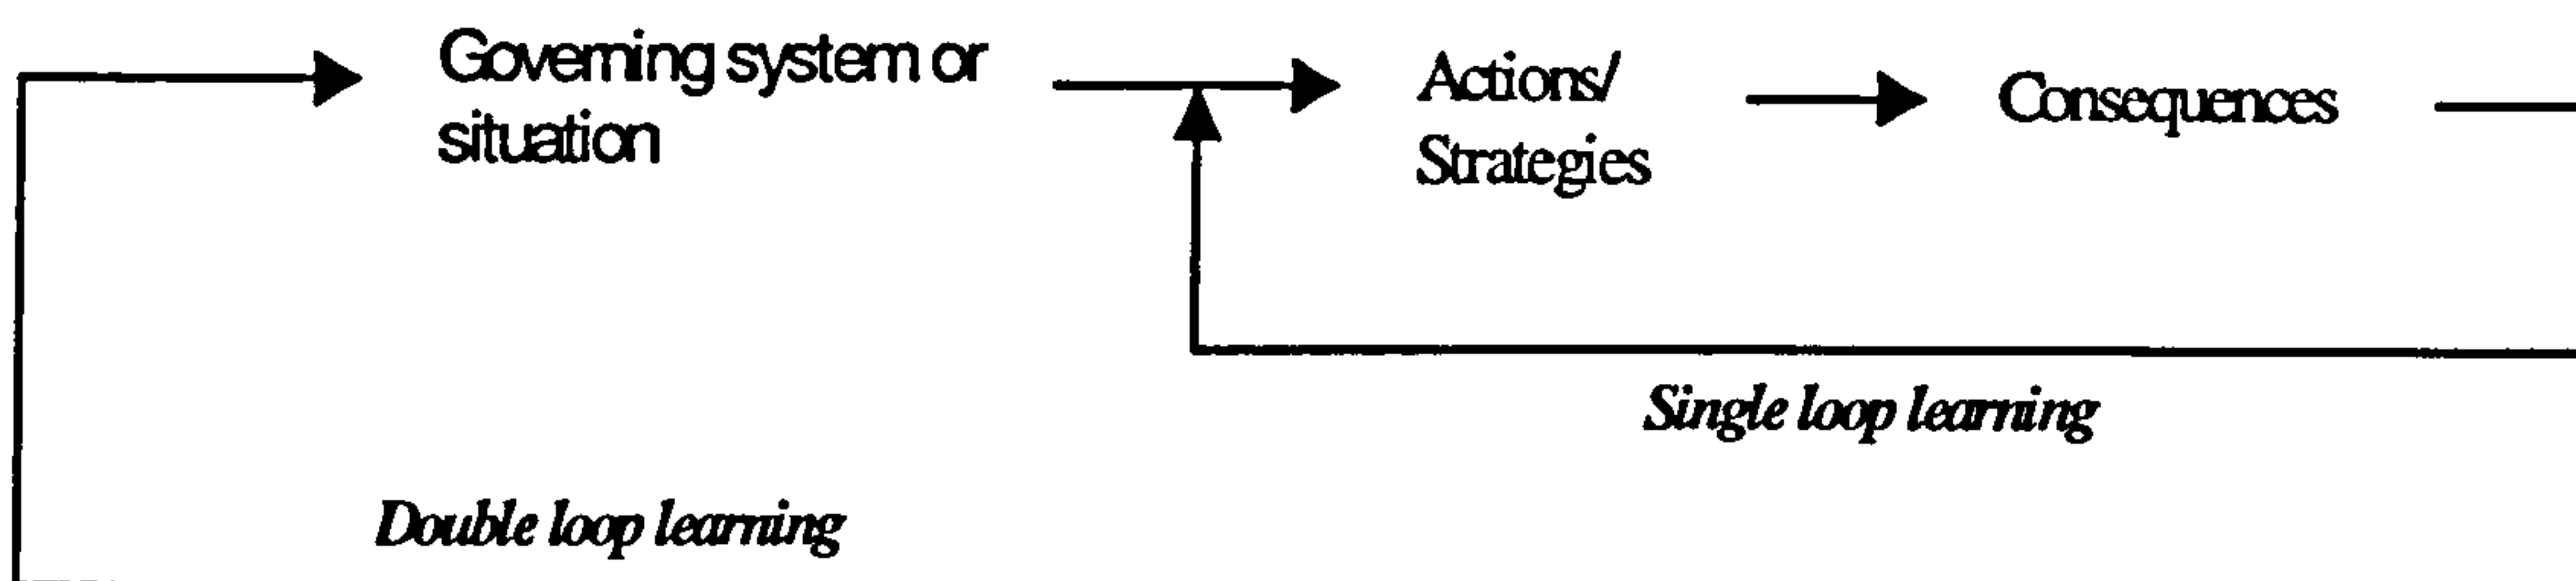 Governing system or
situation
Actions/
Strategies
Consequences
Single loop learning
Double loop learning